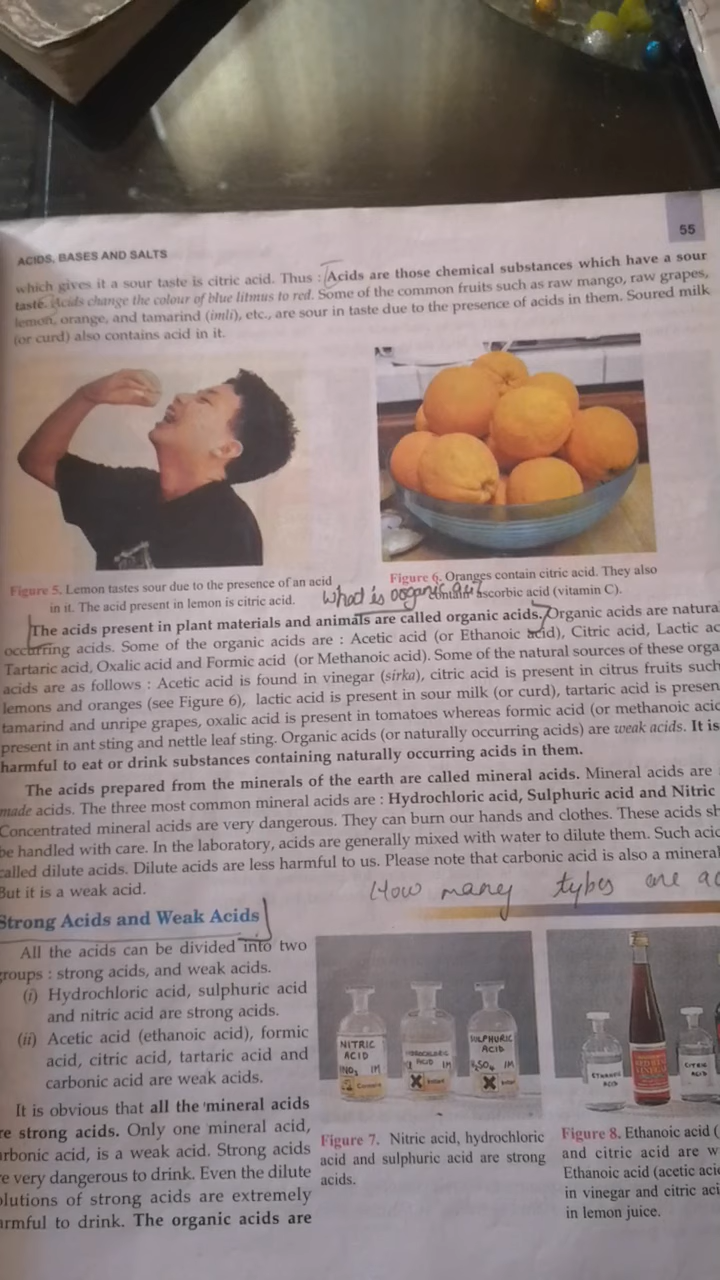 55
ACIDS, BASES AND SALTS
which gives it a sour taste is citric acid. Thus : Acids are those chemical substances which have a sour
taste. Acids change the colour of blue litmus to red. Some of the common fruits such as raw mango, raw grapes,
lemon, orange, and tamarind (imli), etc., are sour in taste due to the presence of acids in them. Soured milk
(or curd) also contains acid in it.
Figure 5. Lemon tastes sour due to the presence of an acid
in it. The acid present in lemon is citric acid.
Figure 6. Oranges contain citric acid. They also
contain ascorbic acid (vitamin C).
What is
The acids present in plant materials and animals are called organic acids. Organic acids are natura
occurring acids. Some of the organic acids are : Acetic acid (or Ethanoic acid), Citric acid, Lactic ac
Tartaric acid, Oxalic acid and Formic acid (or Methanoic acid). Some of the natural sources of these orga
acids are as follows : Acetic acid is found in vinegar (sirka), citric acid is present in citrus fruits such
lemons and oranges (see Figure 6), lactic acid is present in sour milk (or curd), tartaric acid is presen
tamarind and unripe grapes, oxalic acid is present in tomatoes whereas formic acid (or methanoic acid
present in ant sting and nettle leaf sting. Organic acids (or naturally occurring acids) are weak acids. It is
harmful to eat or drink substances containing naturally occurring acids in them.
The acids prepared from the minerals of the earth are called mineral acids. Mineral acids are
made acids. The three most common mineral acids are : Hydrochloric acid, Sulphuric acid and Nitric
Concentrated mineral acids are very dangerous. They can burn our hands and clothes. These acids sh
be handled with care. In the laboratory, acids are generally mixed with water to dilute them. Such acid
called dilute acids. Dilute acids are less harmful to us. Please note that carbonic acid is also a mineral
But it is a weak acid.
How many types are ac
Strong Acids and Weak Acids
All the acids can be divided into two
groups : strong acids, and weak acids.
(i) Hydrochloric acid, sulphuric acid
and nitric acid are strong acids.
(ii) Acetic acid (ethanoic acid), formic
acid, citric acid, tartaric acid and
carbonic acid are weak acids.
It is obvious that all the mineral acids
re strong acids. Only one mineral acid,
arbonic acid, is a weak acid. Strong acids
e very dangerous to drink. Even the dilute
olutions of strong acids are extremely
armful to drink. The organic acids are
NITRIC
ACID
HNO3 1M
HYDROCHLORIC
ACID 1M
SULPHURIC
ACID
H2SO4 1M
Figure 7. Nitric acid, hydrochloric
acid and sulphuric acid are strong
acids.
ETHANOIC
ACID
CITRIC
ACID
Figure 8. Ethanoic acid (
and citric acid are w
Ethanoic acid (acetic acid
in vinegar and citric aci
in lemon juice.